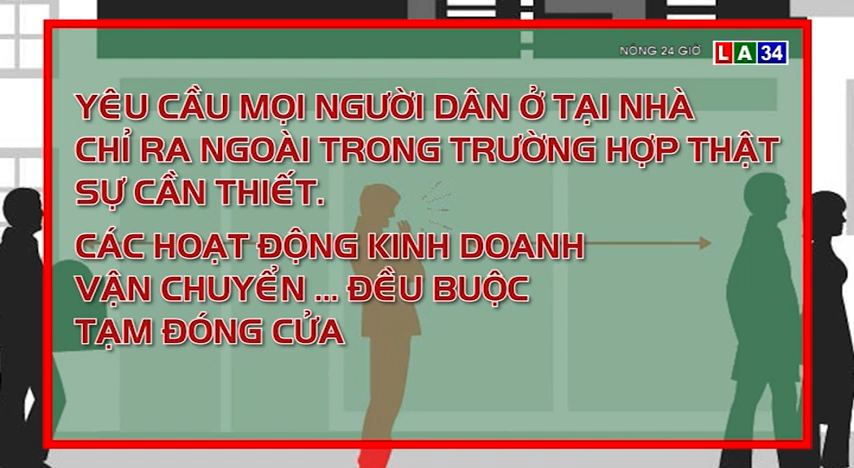 NÓNG 24 GIỜ LA34
YÊU CẦU MỌI NGƯỜI DÂN Ở TẠI NHÀ
CHỈ RA NGOÀI TRONG TRƯỜNG HỢP THẬT
SỰ CẦN THIẾT.
CÁC HOẠT ĐỘNG KINH DOANH
VẬN CHUYỂN ... ĐỀU BUỘC
TẠM ĐÓNG CỬA